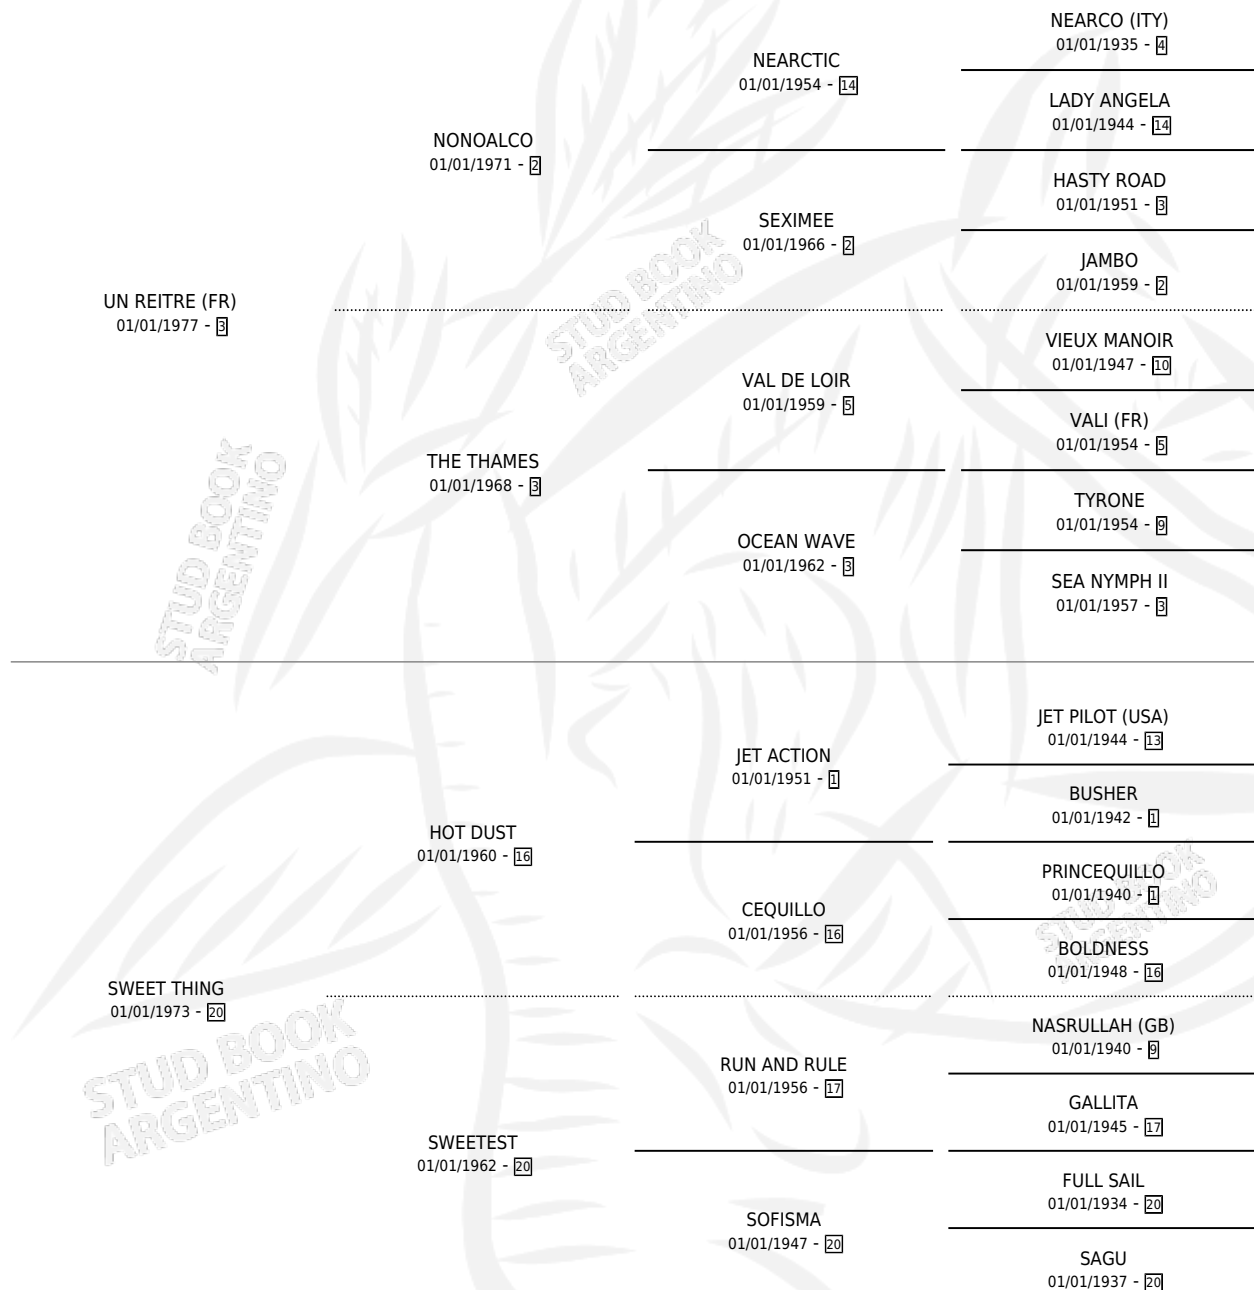 NEARCO (ITY)
01/01/1935 - 4
NEARCTIC
01/01/1954 - 14
LADY ANGELA
01/01/1944 - 14
NONOALCO
01/01/1971 - 2
HASTY ROAD
01/01/1951 - 3
SEXIMEE
01/01/1966 - 2
JAMBO
01/01/1959 - 2
UN REITRE (FR)
01/01/1977 - 3
STUD BOOK
ARGENTINO
VIEUX MANOIR
01/01/1947 - 10
VAL DE LOIR
01/01/1959 - 5
VALI (FR)
01/01/1954 - 5
THE THAMES
01/01/1968 - 3
TYRONE
01/01/1954 - 9
OCEAN WAVE
01/01/1962 - 3
SEA NYMPH II
01/01/1957 - 3
STUD BOOK
ARGENTINO
JET PILOT (USA)
01/01/1944 - 13
JET ACTION
01/01/1951 - 1
BUSHER
01/01/1942 - 1
HOT DUST
01/01/1960 - 16
PRINCEQUILLO
01/01/1940 - 1
CEQUILLO
01/01/1956 - 16
STUD BOOK
ARGENTINO
BOLDNESS
01/01/1948 - 16
SWEET THING
01/01/1973 - 20
NASRULLAH (GB)
01/01/1940 - 9
RUN AND RULE
01/01/1956 - 17
STUD BOOK
ARGENTINO
GALLITA
01/01/1945 - 17
SWEETEST
01/01/1962 - 20
FULL SAIL
01/01/1934 - 20
SOFISMA
01/01/1947 - 20
SAGU
01/01/1937 - 20